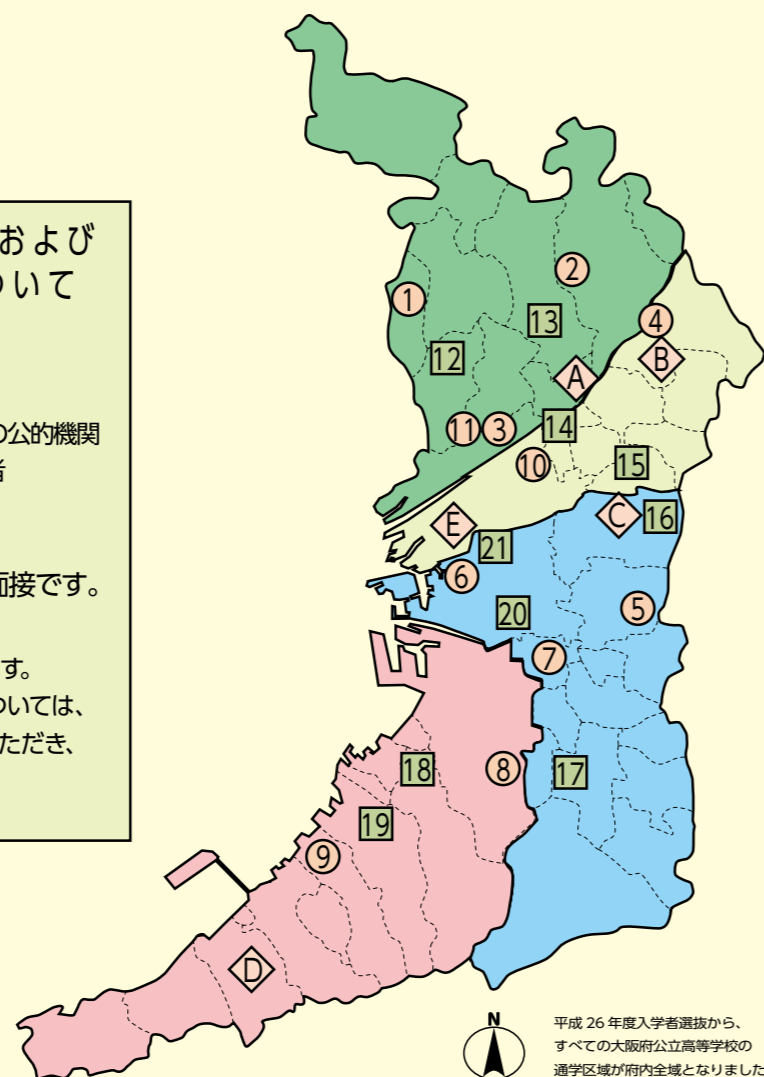 および
ついて
の公的機関
者
面接です。
す。
ついては、
ただき、
①
②
④
13
12
A
B
⑪
③
14
⑩
15
E
C
16
21
⑥
⑤
20
⑦
18
⑧
17
19
⑨
D
N
平成 26 年度入学者選抜から、
すべての大阪府公立高等学校の
通学区域が府内全域となりました